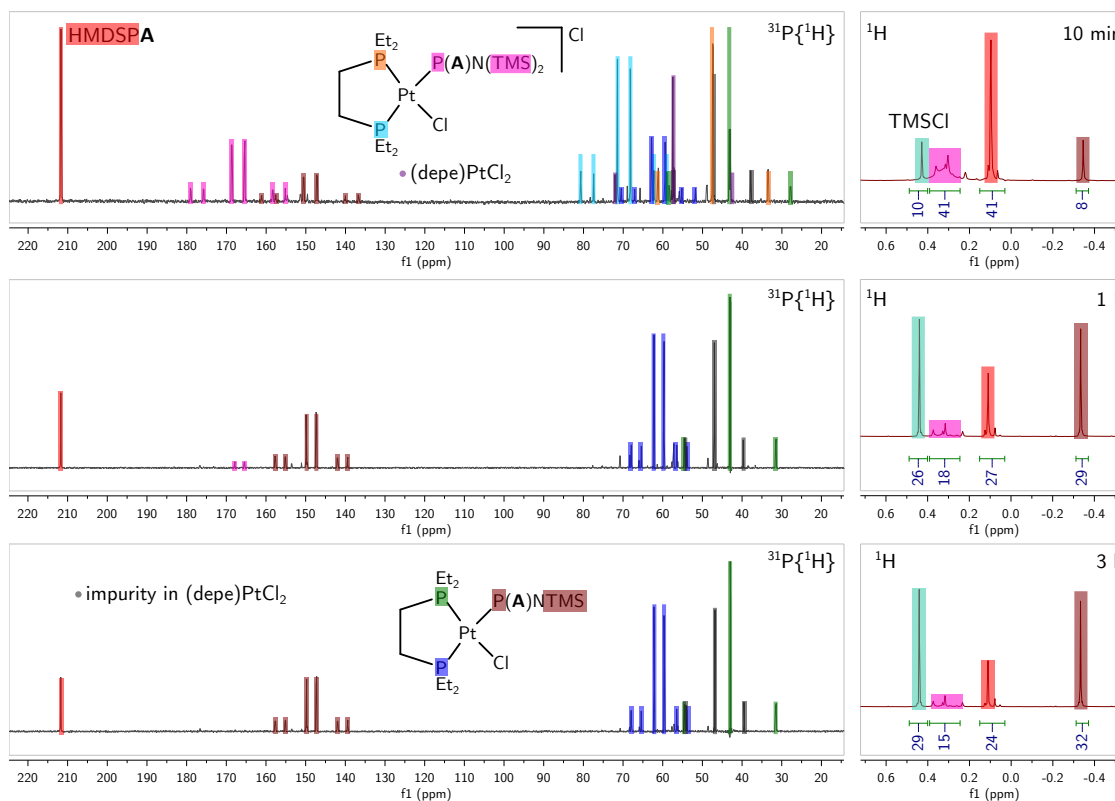 HMDSPA
31P{1H}
1H
10 min
Et2
Cl
P
P(A)N(TMS)2
Pt
Cl
P
Et2
• (depe)PtCl2
TMSCl
10
41
41
8
220 210 200 190 180 170 160 150 140 130 120 110 100 90 80 70 60 50 40 30 20
f1 (ppm)
0.6 0.4 0.2 0.0 -0.2 -0.4
f1 (ppm)
31P{1H}
1H
1
26
18
27
29
220 210 200 190 180 170 160 150 140 130 120 110 100 90 80 70 60 50 40 30 20
f1 (ppm)
0.6 0.4 0.2 0.0 -0.2 -0.4
f1 (ppm)
31P{1H}
1H
3
• impurity in (depe)PtCl2
Et2
P
P(A)NTMS
Pt
Cl
P
Et2
29
15
24
32
220 210 200 190 180 170 160 150 140 130 120 110 100 90 80 70 60 50 40 30 20
f1 (ppm)
0.6 0.4 0.2 0.0 -0.2 -0.4
f1 (ppm)